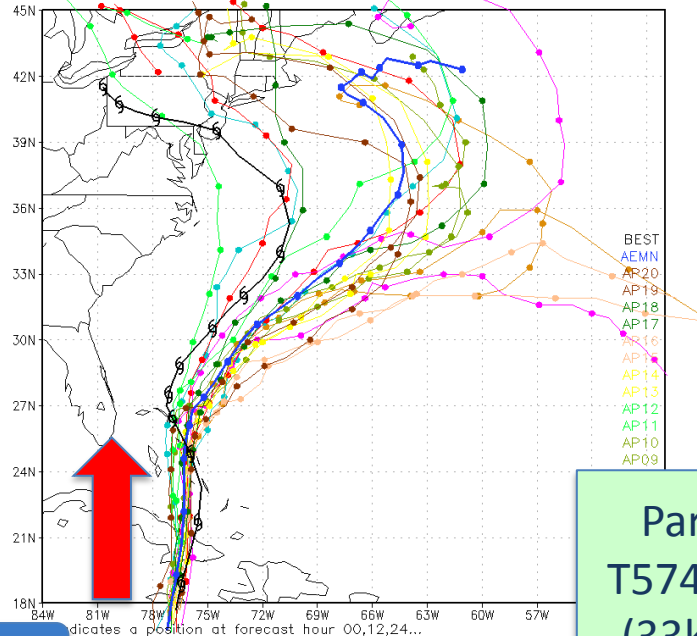 45N
42N
39N
36N
33N
30N
27N
24N
21N
18N
84W 81W 78W 75W 72W 69W 66W 63W 60W 57W
BEST
AEMN
AP20
AP19
AP18
AP17
AP16
AP14
AP13
AP12
AP11
AP10
AP09
dicates a position at forecast hour 00,12,24...
Par
T574
(33k